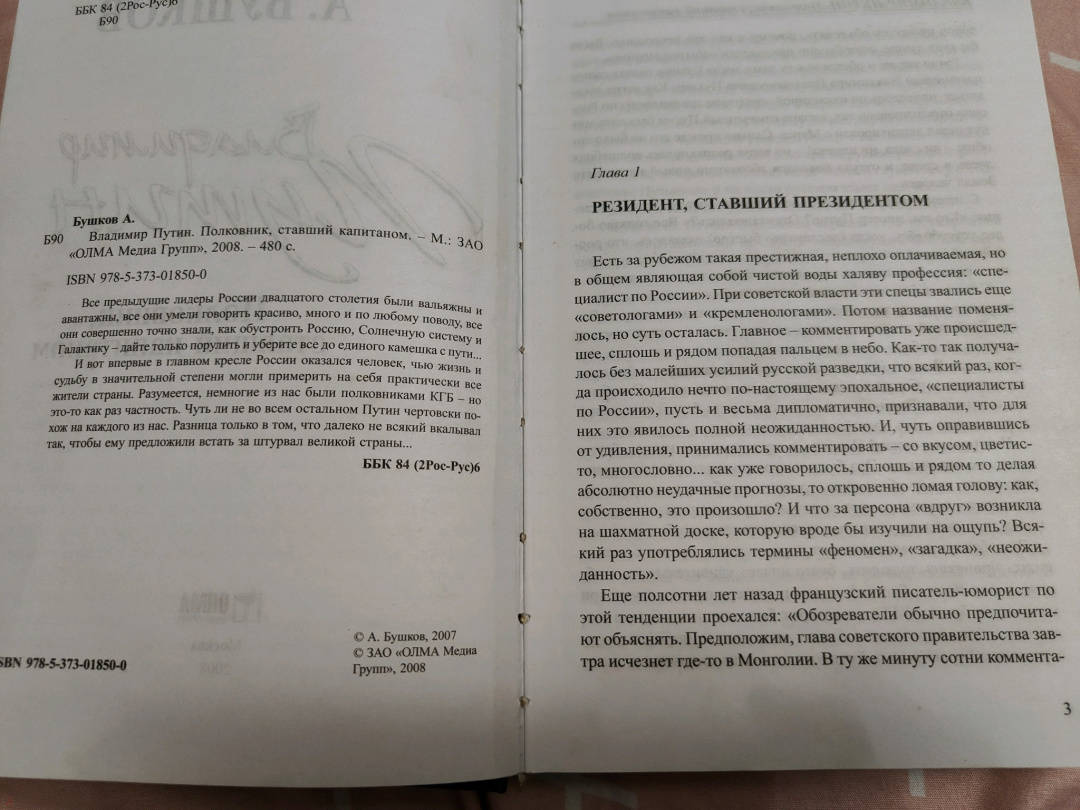 ББК 84 (2Рос-Рус)6
Б90
А. БУШКОВ
Владимир
Путин
Бушков А.
Б90 Владимир Путин. Полковник, ставший капитаном. – М.: ЗАО
«ОЛМА Медиа Групп», 2008. – 480 с.
ISBN 978-5-373-01850-0
Все предыдущие лидеры России двадцатого столетия были вальяжны и
авантажны, все они умели говорить красиво, много и по любому поводу, все
они совершенно точно знали, как обустроить Россию, Солнечную систему и
Галактику – дайте только порулить и уберите все до единого камешка с пути...
И вот впервые в главном кресле России оказался человек, чью жизнь и
судьбу в значительной степени могли примерить на себя практически все
жители страны. Разумеется, немногие из нас были полковниками КГБ – но
это-то как раз частность. Чуть ли не во всем остальном Путин чертовски по-
хож на каждого из нас. Разница только в том, что далеко не всякий вкалывал
так, чтобы ему предложили встать за штурвал великой страны...
ББК 84 (2Рос-Рус)6
ОЛМА
Москва
2008
© А. Бушков, 2007
© ЗАО «ОЛМА Медиа
Групп», 2008
ISBN 978-5-373-01850-0
Глава 1
РЕЗИДЕНТ, СТАВШИЙ ПРЕЗИДЕНТОМ
Есть за рубежом такая престижная, неплохо оплачиваемая, но
в общем являющая собой чистой воды халяву профессия: «спе-
циалист по России». При советской власти эти спецы звались еще
«советологами» и «кремленологами». Потом название поменя-
лось, но суть осталась. Главное – комментировать уже происшед-
шее, сплошь и рядом попадая пальцем в небо. Как-то так получа-
лось без малейших усилий русской разведки, что всякий раз, ког-
да происходило нечто по-настоящему эпохальное, «специалисты
по России», пусть и весьма дипломатично, признавали, что для
них это явилось полной неожиданностью. И, чуть оправившись
от удивления, принимались комментировать – со вкусом, цветис-
то, многословно... как уже говорилось, сплошь и рядом то делая
абсолютно неудачные прогнозы, то откровенно ломая голову: как,
собственно, это произошло? И что за персона «вдруг» возникла
на шахматной доске, которую вроде бы изучили на ощупь? Вся-
кий раз употреблялись термины «феномен», «загадка», «неожи-
данность».
Еще полсотни лет назад французский писатель-юморист по
этой тенденции проехался: «Обозреватели обычно предпочита-
ют объяснять. Предположим, глава советского правительства зав-
тра исчезнет где-то в Монголии. В ту же минуту сотни коммента-
3